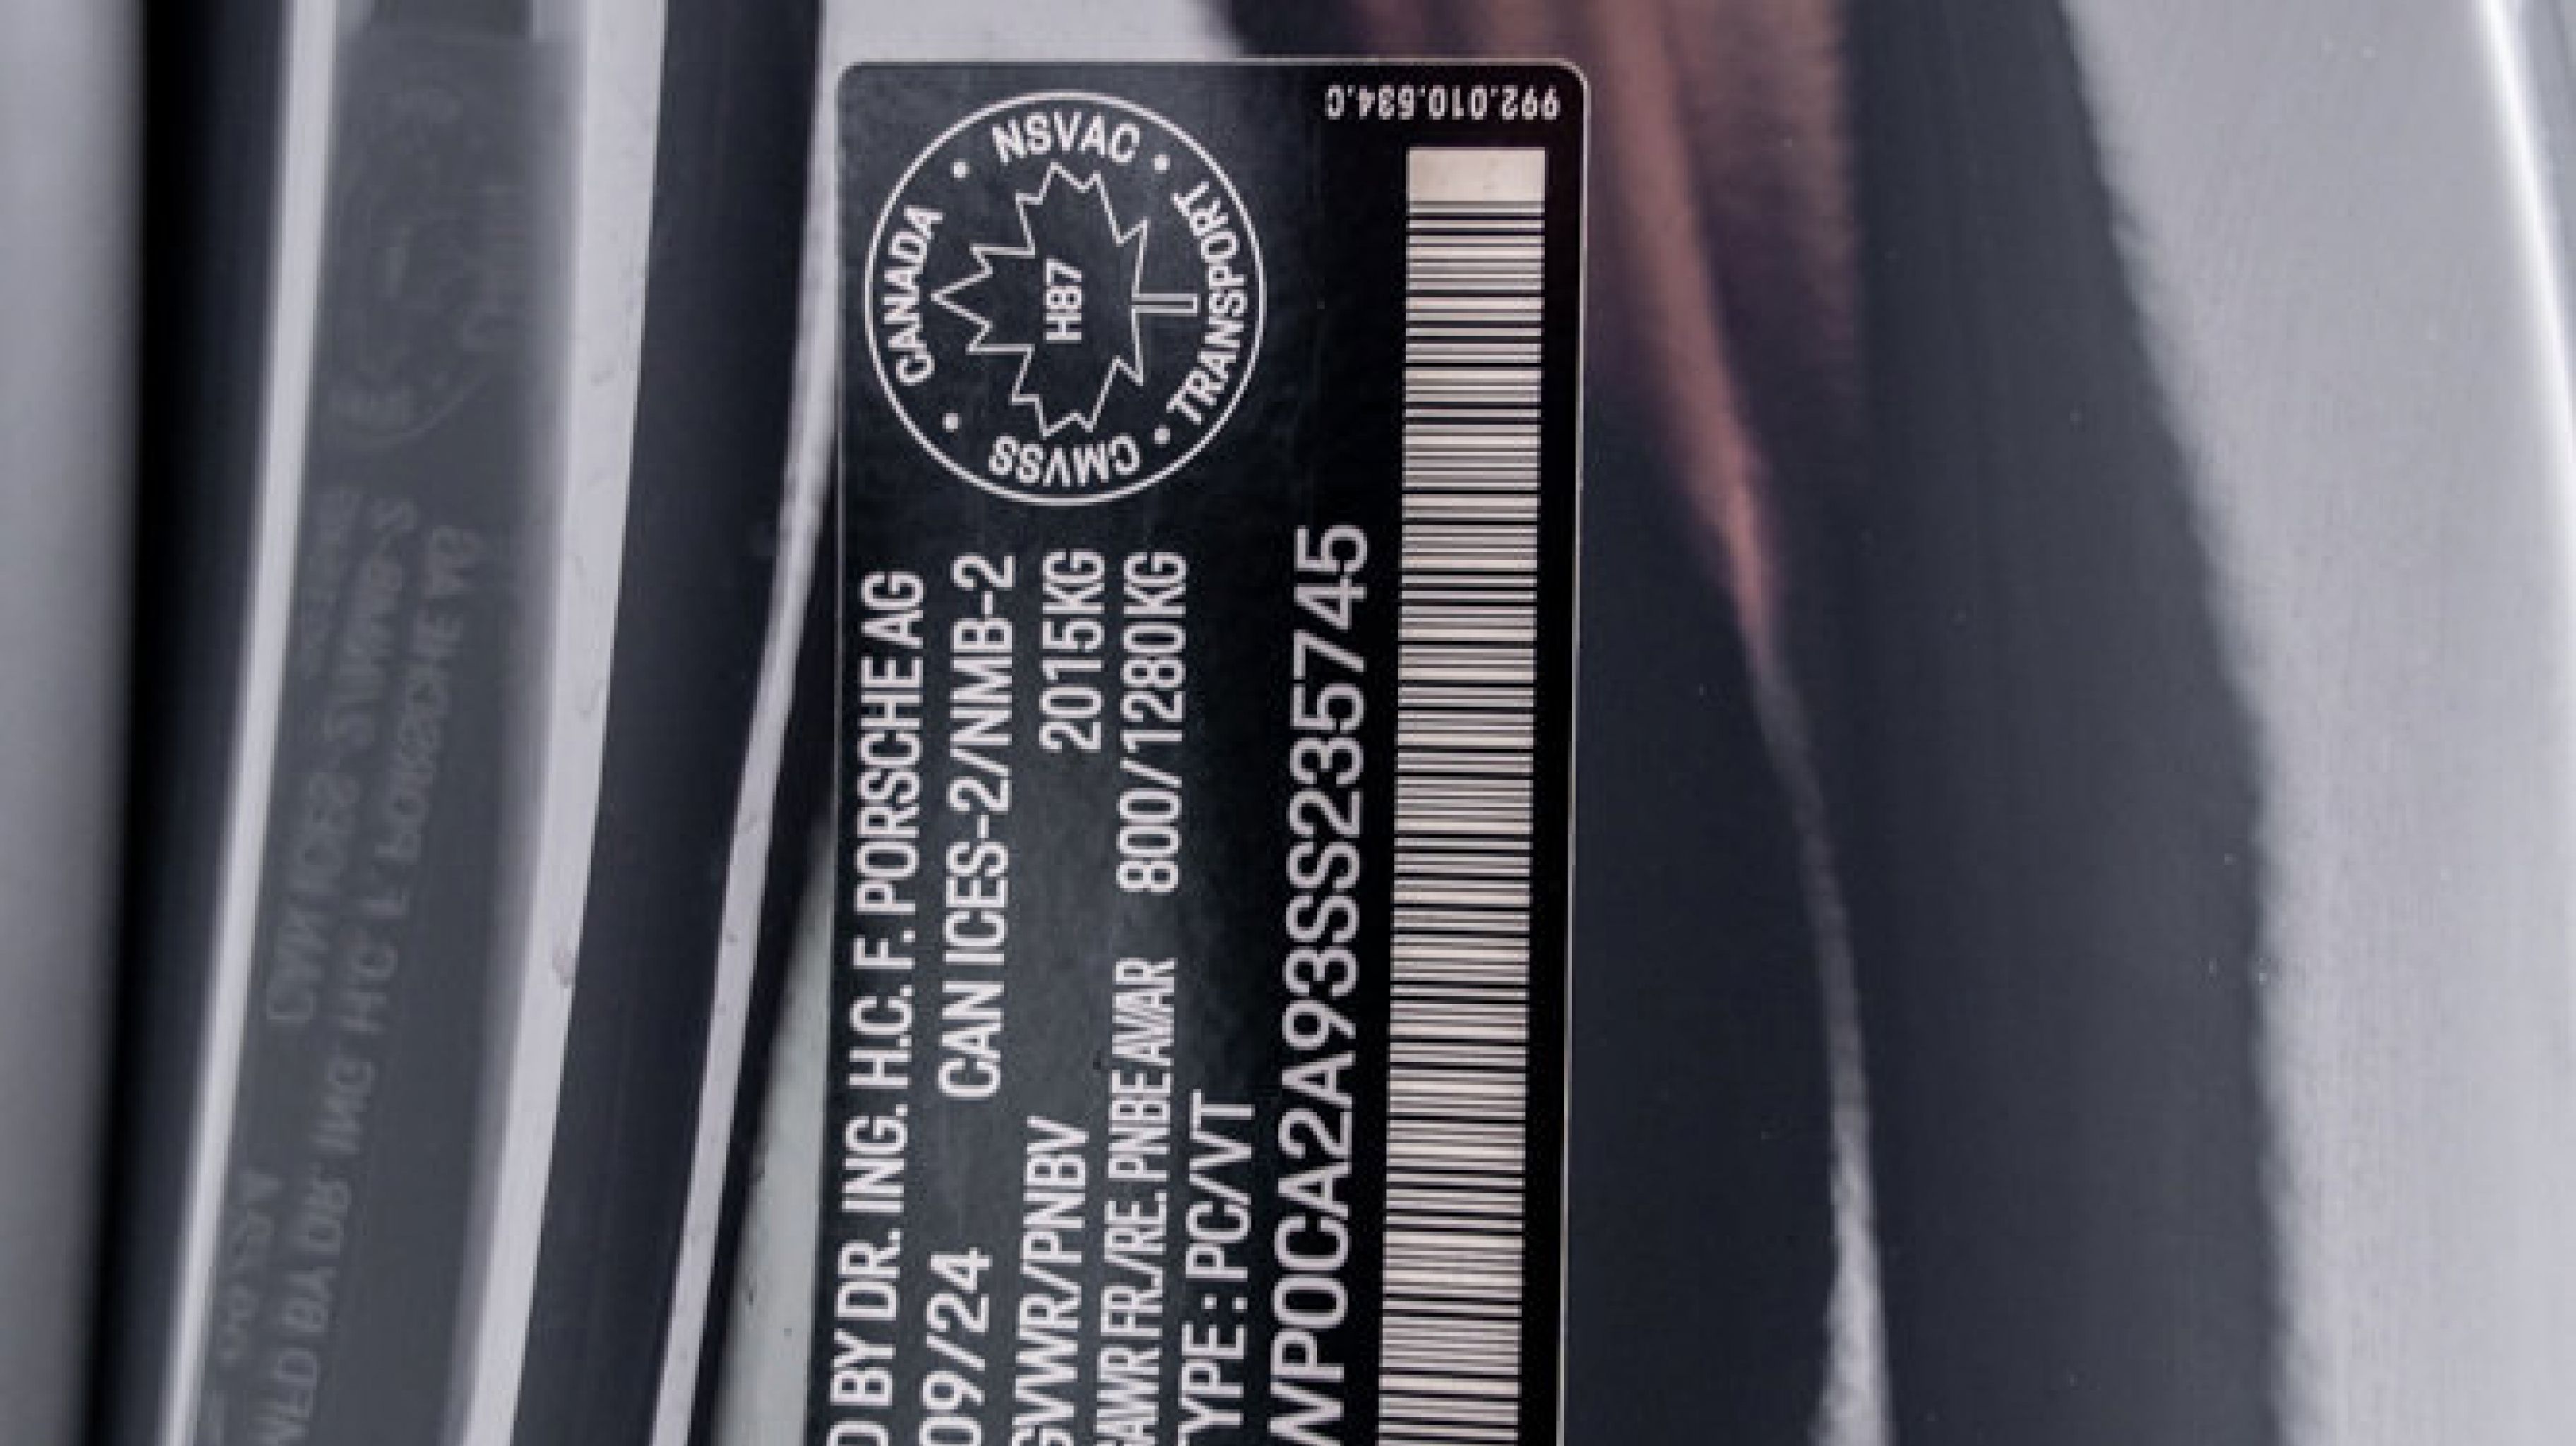 D BY DR. ING. H.C. F. PORSCHE AG
09/24 CAN ICES-2/NMB-2
GVWR/PNBV 2015KG
GAWR FR./RE. PNBE AV/AR 800/1280KG
TYPE : PC/VT
WP0CA2A93SS235745
CANADA
NSVAC
TRANSPORT
CMVSS
H87
992.010.634.C